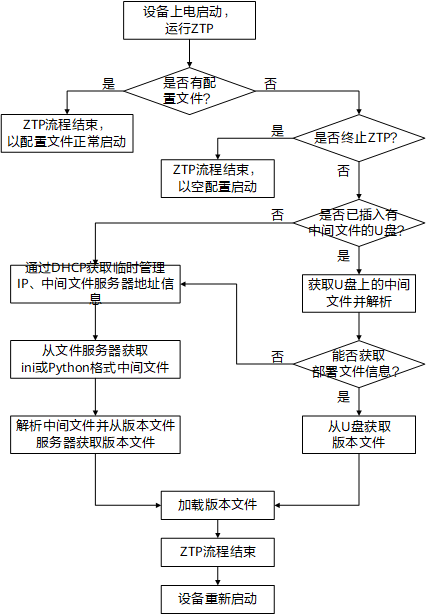 设备上电启动，
运行ZTP
是否有配
置文件?
是
否
ZTP流程结束，
以配置文件正常启动
是否终止ZTP?
是
ZTP流程结束，
以空配置启动
否
是否已插入有
中间文件的U盘?
否
是
通过DHCP获取临时管理
IP、中间文件服务器地址信
息
获取U盘上的中间
文件并解析
从文件服务器获取
ini或Python格式中间文件
能否获取
部署文件信息?
否
是
解析中间文件并从版本文件
服务器获取版本文件
从U盘获取
版本文件
加载版本文件
ZTP流程结束
设备重新启动